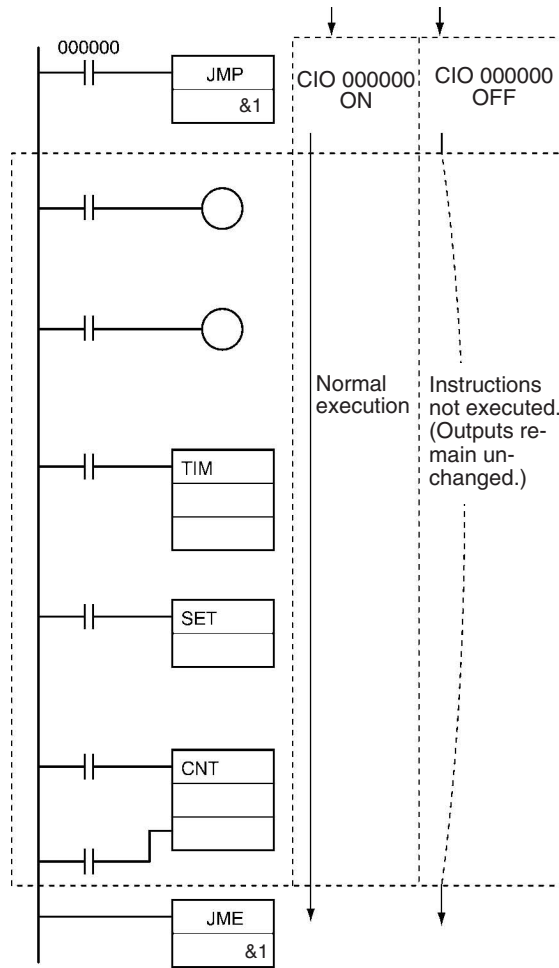 000000
JMP
&1
CIO 000000
ON
CIO 000000
OFF
Normal
execution
Instructions
not executed.
(Outputs re-
main un-
changed.)
TIM
SET
CNT
JME
&1